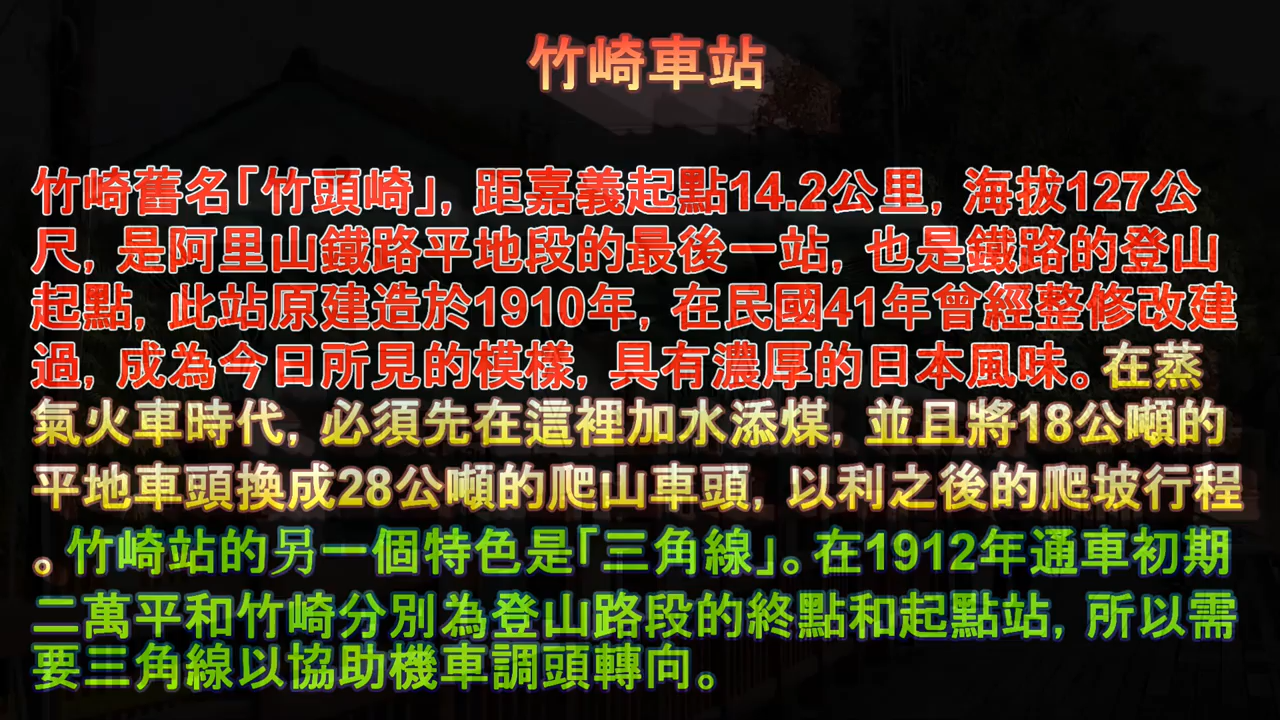 竹崎車站
竹崎舊名｢竹頭崎｣, 距嘉義起點14.2公里, 海拔127公
尺, 是阿里山鐵路平地段的最後一站, 也是鐵路的登山
起點, 此站原建造於1910年, 在民國41年曾經整修改建
過, 成為今日所見的模樣, 具有濃厚的日本風味。在蒸
氣火車時代, 必須先在這裡加水添煤, 並且將18公噸的
平地車頭換成28公噸的爬山車頭, 以利之後的爬坡行程
。竹崎站的另一個特色是｢三角線｣。在1912年通車初期
二萬平和竹崎分別為登山路段的終點和起點站, 所以需
要三角線以協助機車調頭轉向。